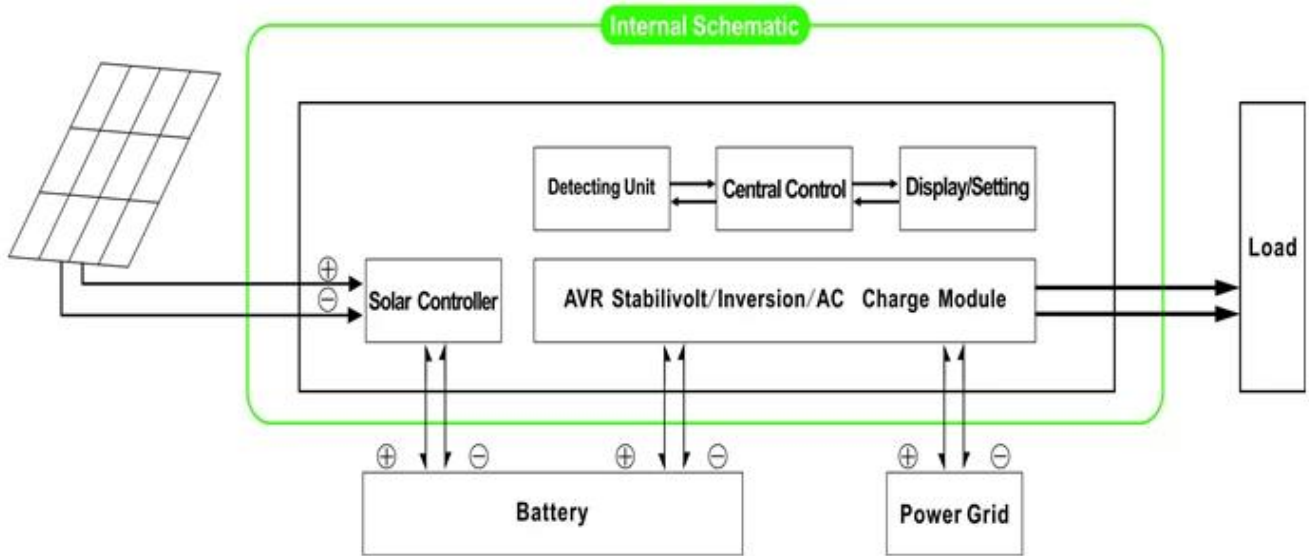 Internal Schematic
Detecting Unit
Central Control
Display/Setting
Load
⊕
⊖
Solar Controller
AVR Stabilivolt/Inversion/AC Charge Module
⊕ ⊖ ⊕ ⊖ ⊕ ⊖
Battery
Power Grid